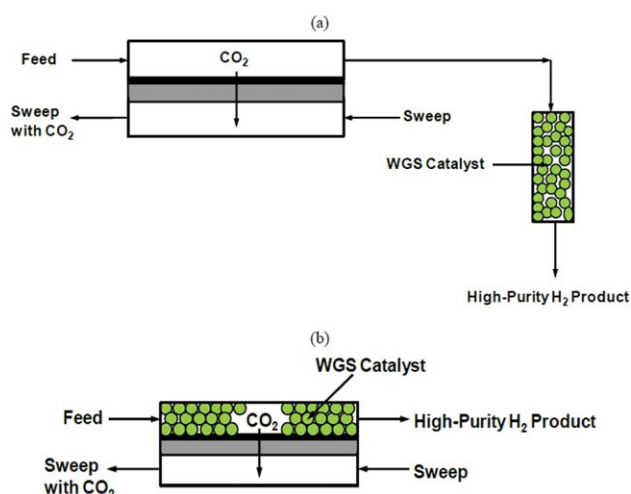 (a)
Feed
CO₂
Sweep
with CO₂
Sweep
WGS Catalyst
High-Purity H₂ Product
(b)
WGS Catalyst
Feed
CO₂
High-Purity H₂ Product
Sweep
with CO₂
Sweep